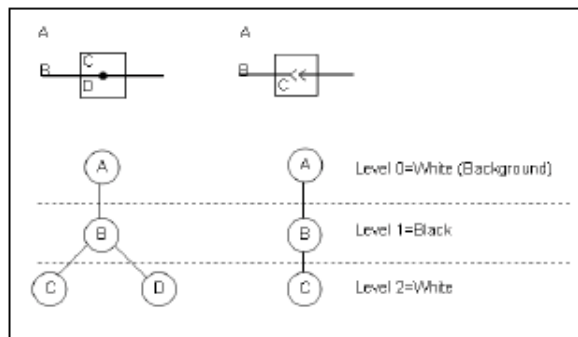 A A
C
B B
D C
A A Level 0=White (Background)
B B Level 1=Black
C D C Level 2=White